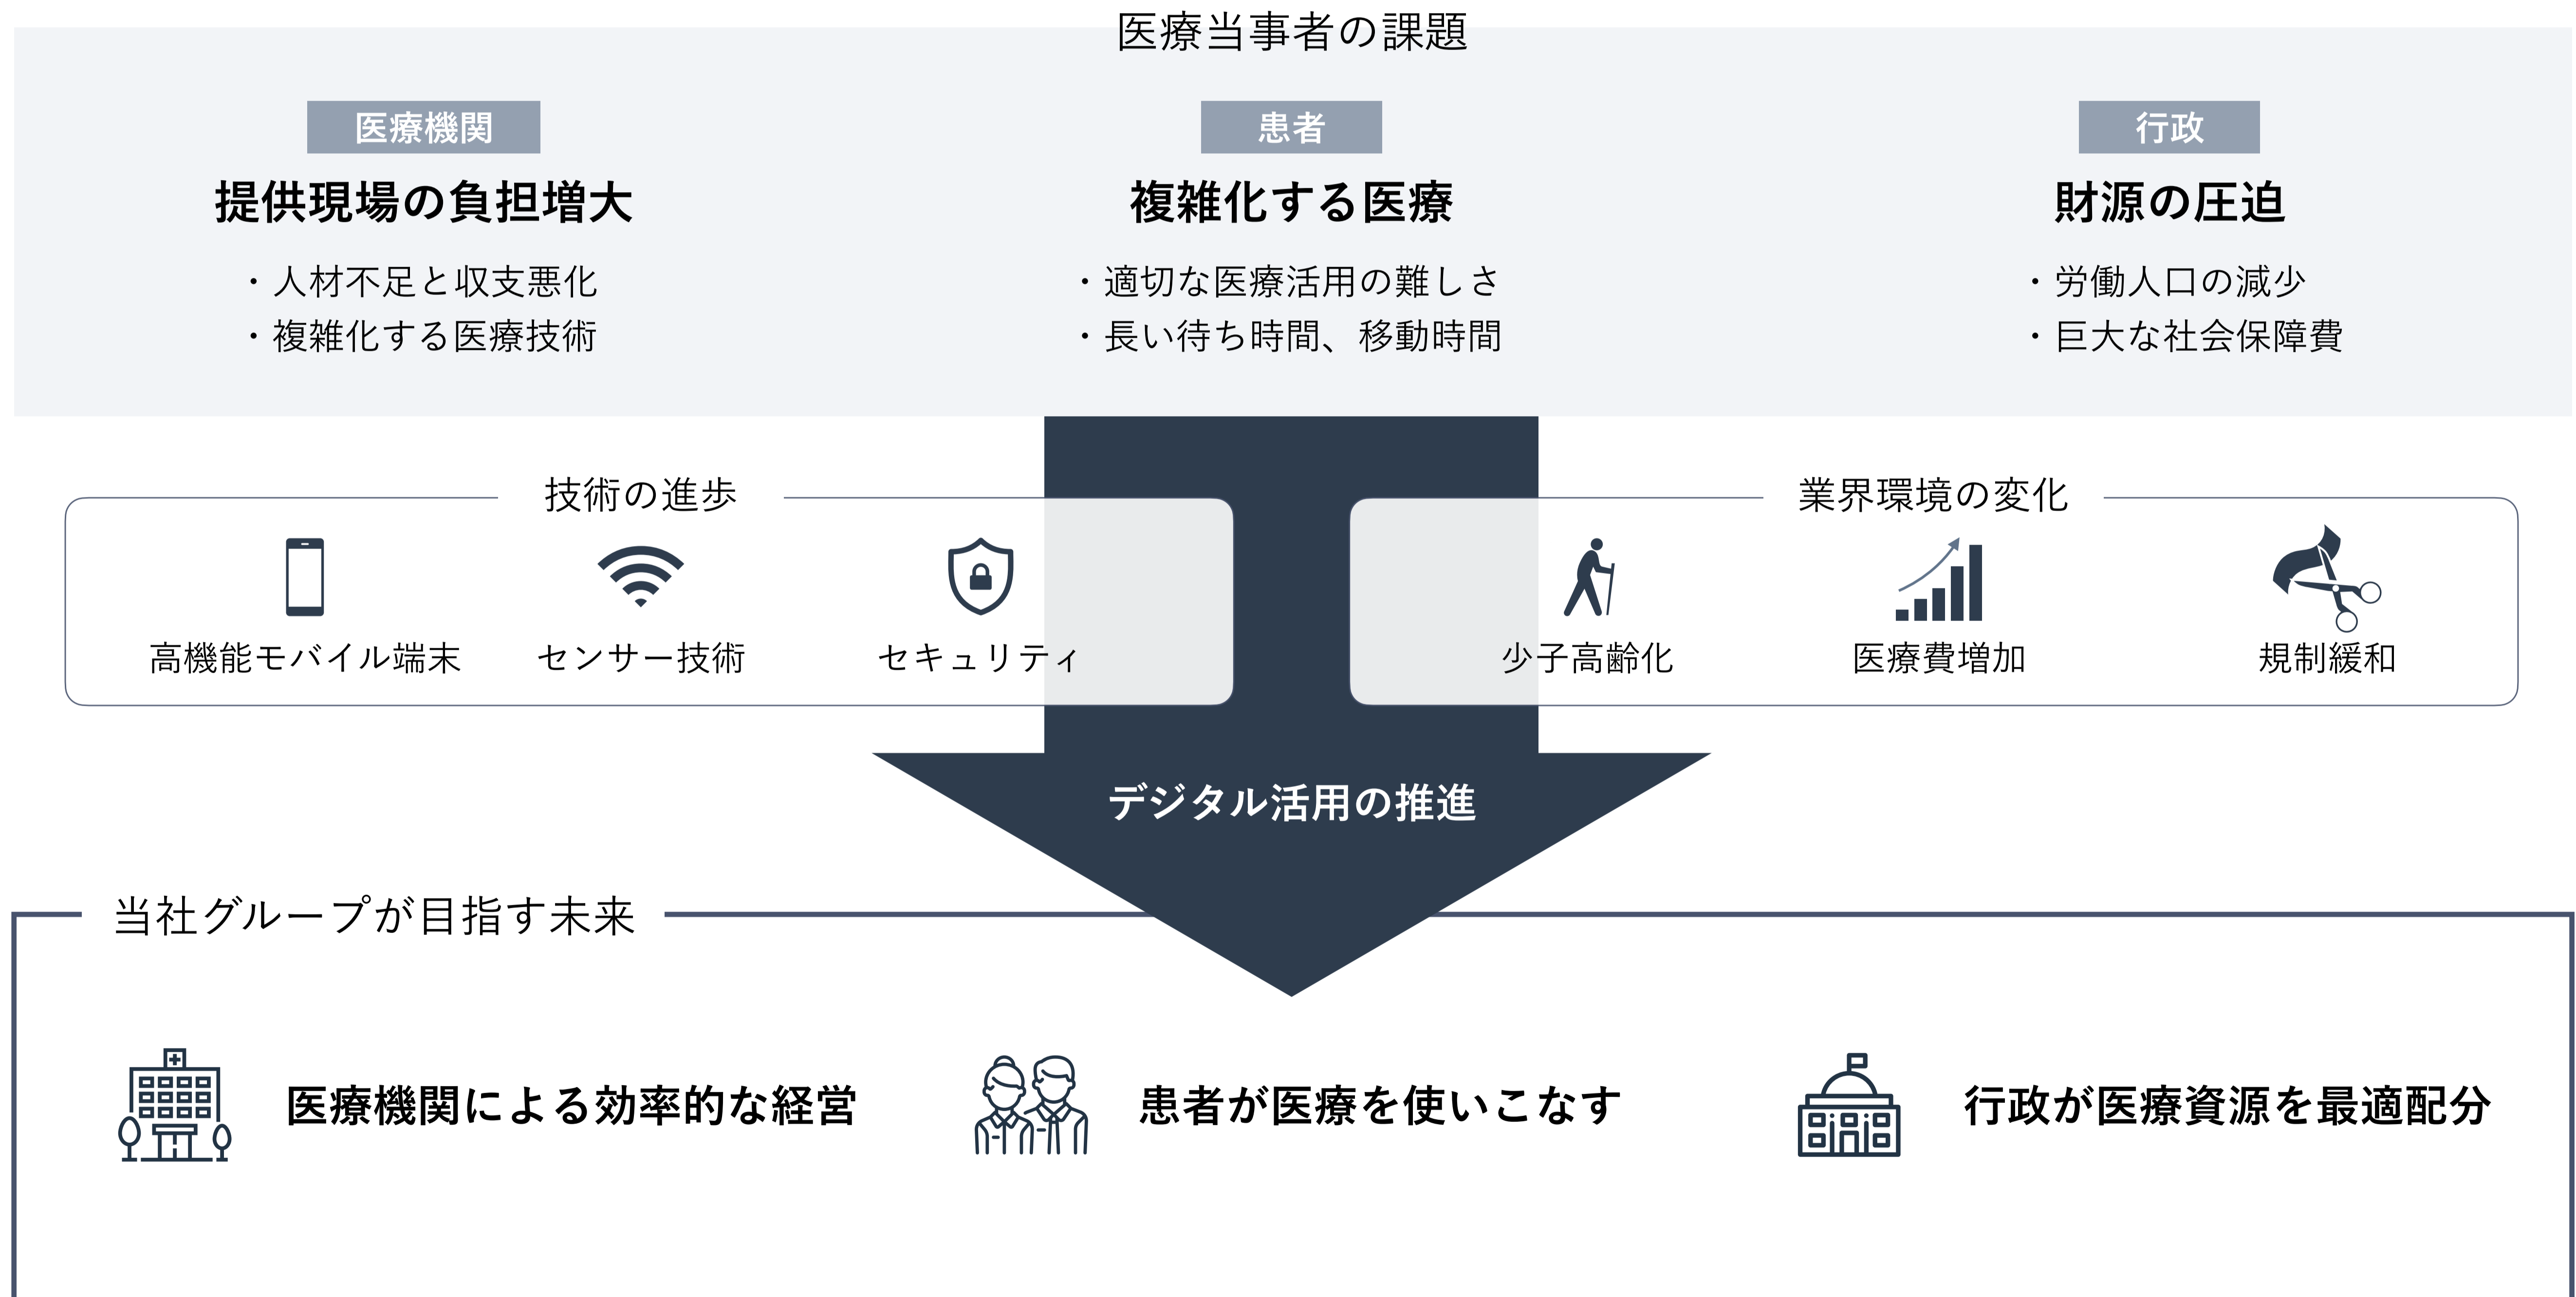 医療当事者の課題
医療機関
提供現場の負担増大
・人材不足と収支悪化
・複雑化する医療技術
患者
複雑化する医療
・適切な医療活用の難しさ
・長い待ち時間、移動時間
行政
財源の圧迫
・労働人口の減少
・巨大な社会保障費
技術の進歩
高機能モバイル端末
センサー技術
セキュリティ
業界環境の変化
少子高齢化
医療費増加
規制緩和
デジタル活用の推進
当社グループが目指す未来
医療機関による効率的な経営
患者が医療を使いこなす
行政が医療資源を最適配分